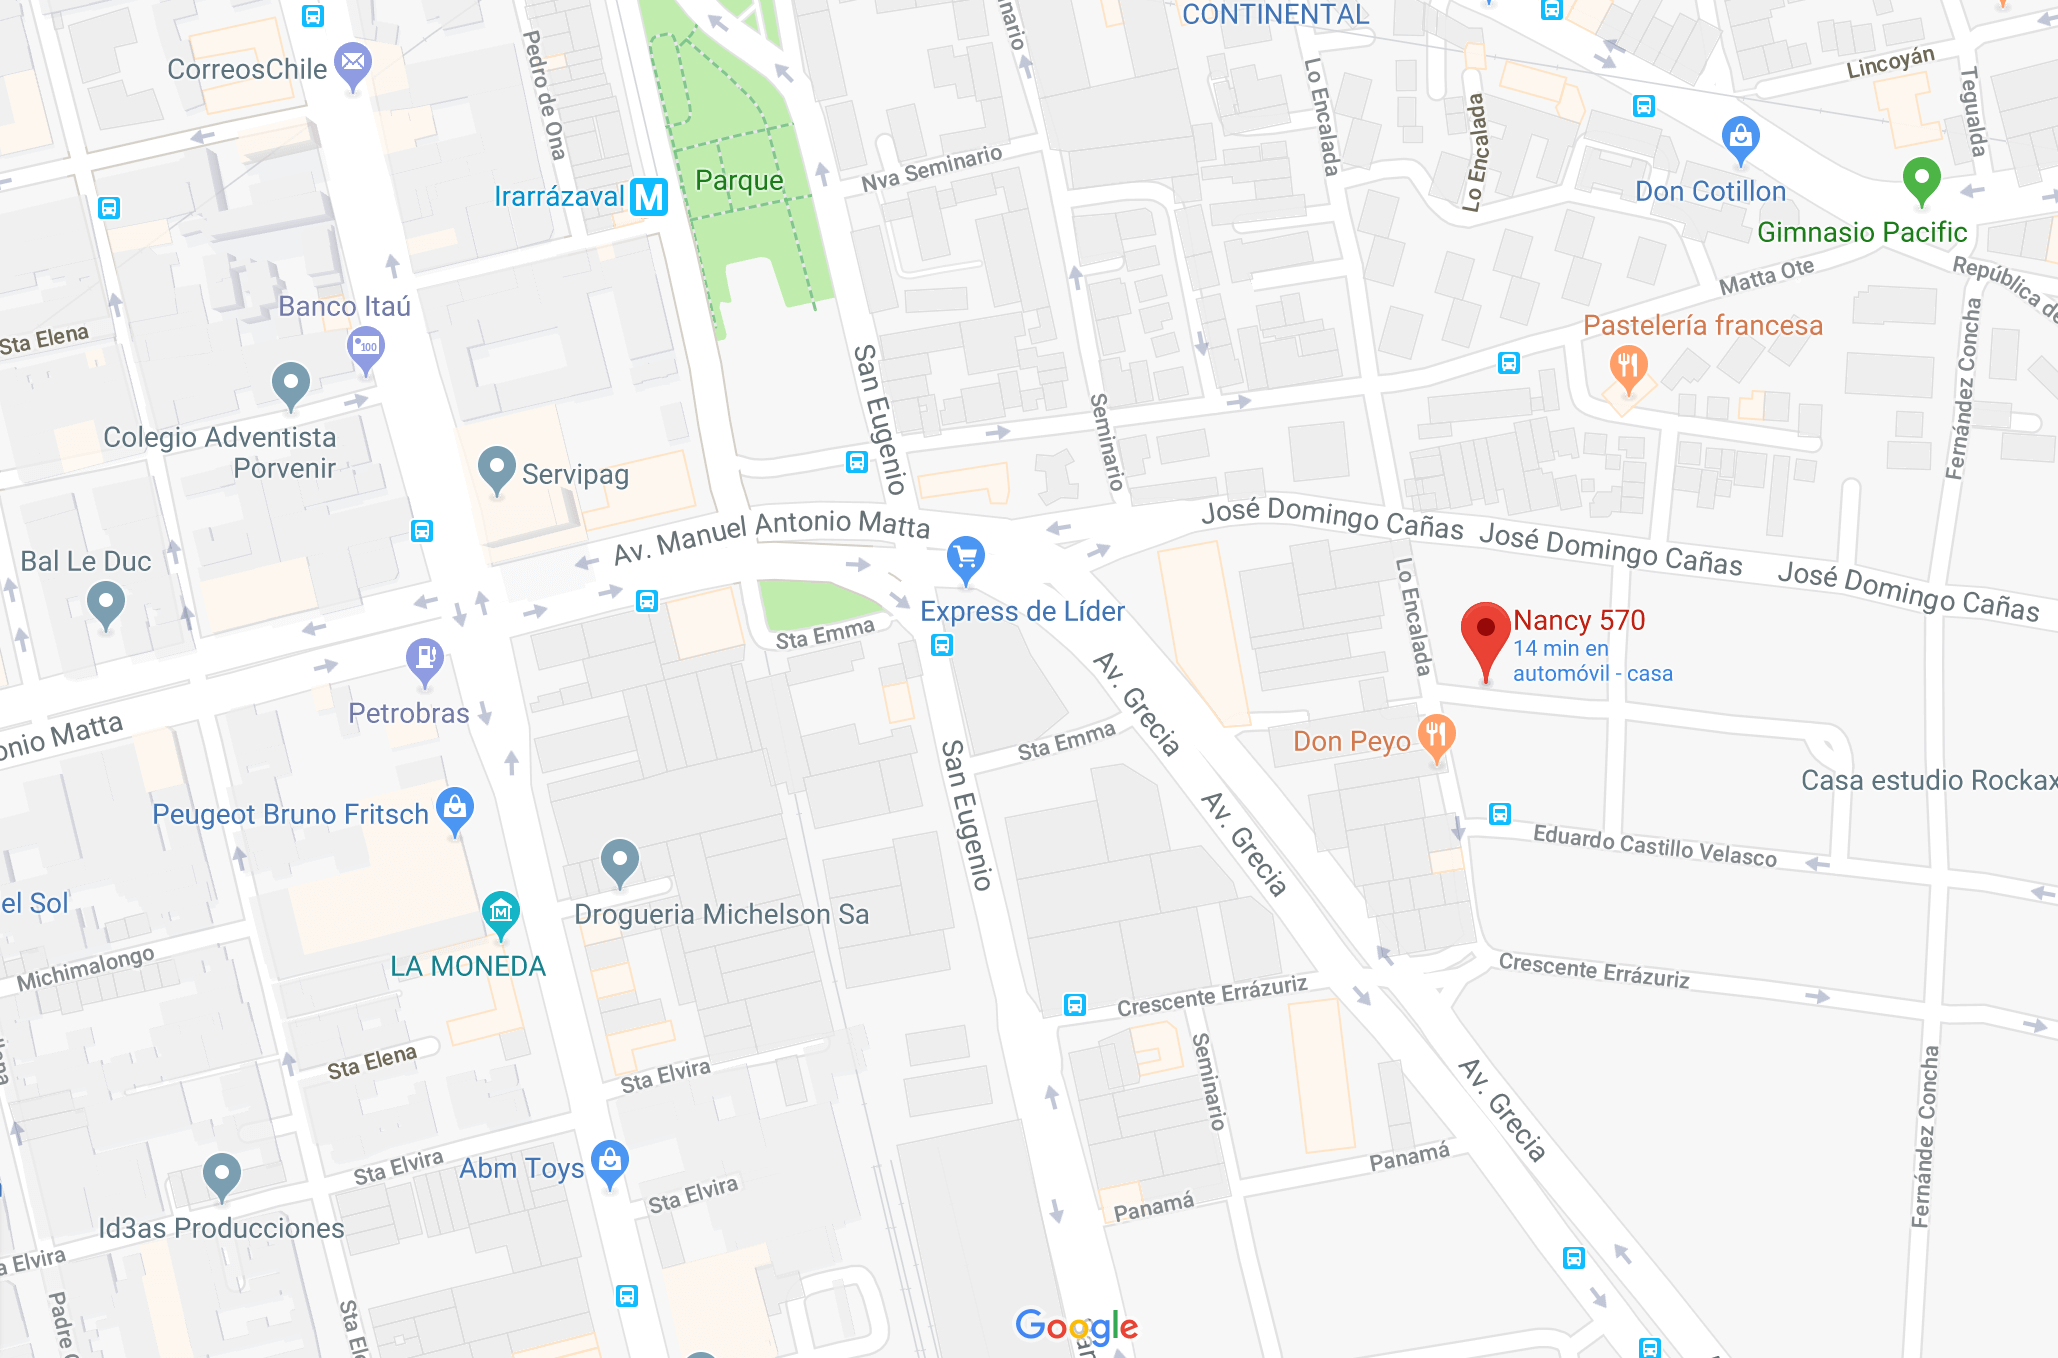 CONTINENTAL
CorreosChile
Pedro de Ona
Lo Encalada
Lo Encalapa
Lincoyán
Tegualda
Irarrázaval
M
Parque
Nva Seminario
Don Cotillon
Gimnasio Pacific
Matta Ote
República de
Banco Itaú
100
Sta Elena
Pastelería francesa
San Eugenio
Seminario
Fernández Concha
Colegio Adventista
Porvenir
Servipag
Av. Manuel Antonio Matta
José Domingo Cañas
José Domingo Cañas
José Domingo Cañas
Bal Le Duc
Express de Líder
Lo Encalada
Nancy 570
14 min en
automóvil - casa
Sta Emma
Av. Grecia
Petrobras
onio Matta
Sta Emma
Don Peyo
San Eugenio
Casa estudio Rockax
Peugeot Bruno Fritsch
Av. Grecia
Eduardo Castillo Velasco
el Sol
Drogueria Michelson Sa
M
LA MONEDA
Michimalongo
Crescente Errázuriz
Crescente Errázuriz
Sta Elena
Sta Elvira
Seminario
Av. Grecia
Fernández Concha
Sta Elvira
Abm Toys
Sta Elvira
Panamá
Panamá
Id3as Producciones
a Elvira
Padre
Sta Ele
Google